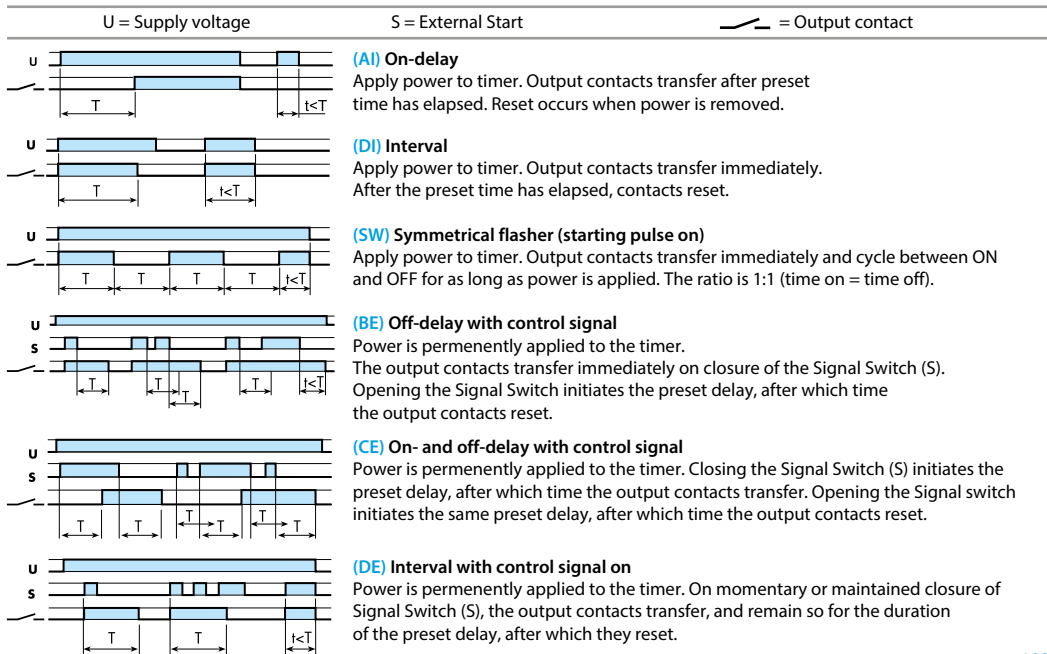 U = Supply voltage S = External Start = Output contact
U
T
t<T
(AI) On-delay
Apply power to timer. Output contacts transfer after preset
time has elapsed. Reset occurs when power is removed.
U
T
t<T
(DI) Interval
Apply power to timer. Output contacts transfer immediately.
After the preset time has elapsed, contacts reset.
U
T T T T t<T
(SW) Symmetrical flasher (starting pulse on)
Apply power to timer. Output contacts transfer immediately and cycle between ON
and OFF for as long as power is applied. The ratio is 1:1 (time on = time off).
U
S
T T T t<T
T
(BE) Off-delay with control signal
Power is permenently applied to the timer.
The output contacts transfer immediately on closure of the Signal Switch (S).
Opening the Signal Switch initiates the preset delay, after which time
the output contacts reset.
U
S
T T T T T T
(CE) On- and off-delay with control signal
Power is permenently applied to the timer. Closing the Signal Switch (S) initiates the
preset delay, after which time the output contacts transfer. Opening the Signal switch
initiates the same preset delay, after which time the output contacts reset.
U
S
T T t<T
(DE) Interval with control signal on
Power is permenently applied to the timer. On momentary or maintained closure of
Signal Switch (S), the output contacts transfer, and remain so for the duration
of the preset delay, after which they reset.